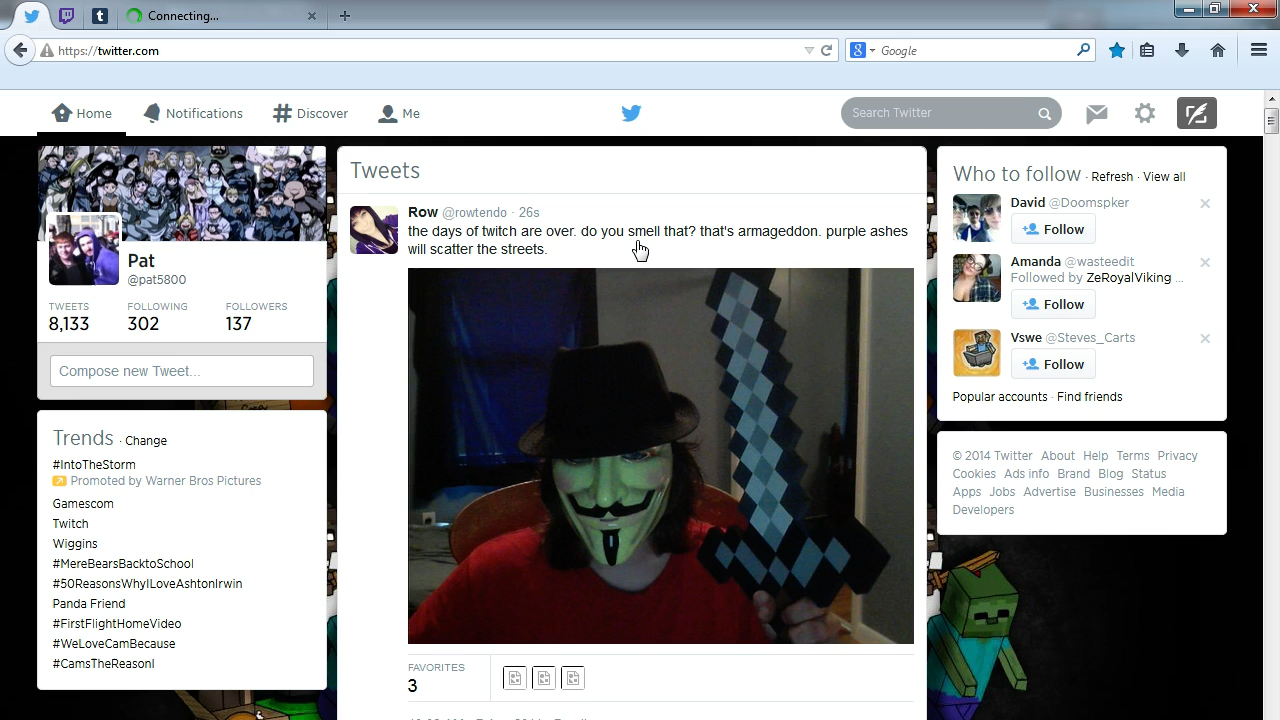 Connecting...
https://twitter.com
Google
Home
Notifications
Discover
Me
Search Twitter
Pat
@pat5800
TWEETS
8,133
FOLLOWING
302
FOLLOWERS
137
Compose new Tweet...
Trends · Change
#IntoTheStorm
Promoted by Warner Bros Pictures
Gamescom
Twitch
Wiggins
#MereBearsBacktoSchool
#50ReasonsWhyILoveAshtonIrwin
Panda Friend
#FirstFlightHomeVideo
#WeLoveCamBecause
#CamsTheReasonI
Tweets
Row @rowtendo · 26s
the days of twitch are over. do you smell that? that's armageddon. purple ashes
will scatter the streets.
FAVORITES
3
Who to follow · Refresh · View all
David @Doomspker
Follow
Amanda @wasteedit
Followed by ZeRoyalViking ...
Follow
Vswe @Steves_Carts
Follow
Popular accounts · Find friends
© 2014 Twitter About Help Terms Privacy
Cookies Ads info Brand Blog Status
Apps Jobs Advertise Businesses Media
Developers